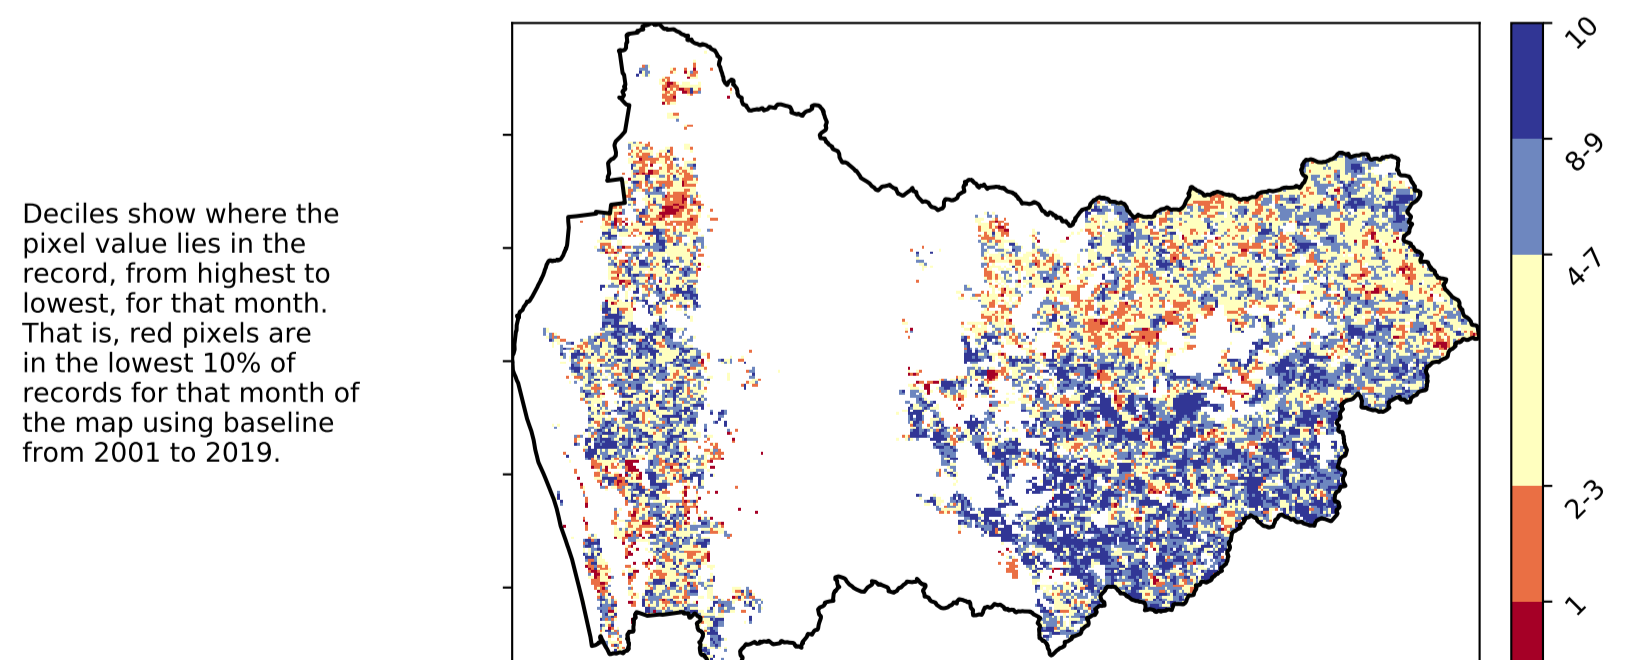 Deciles show where the
pixel value lies in the
record, from highest to
lowest, for that month.
That is, red pixels are
in the lowest 10% of
records for that month of
the map using baseline
from 2001 to 2019.
10
8-9
4-7
2-3
1